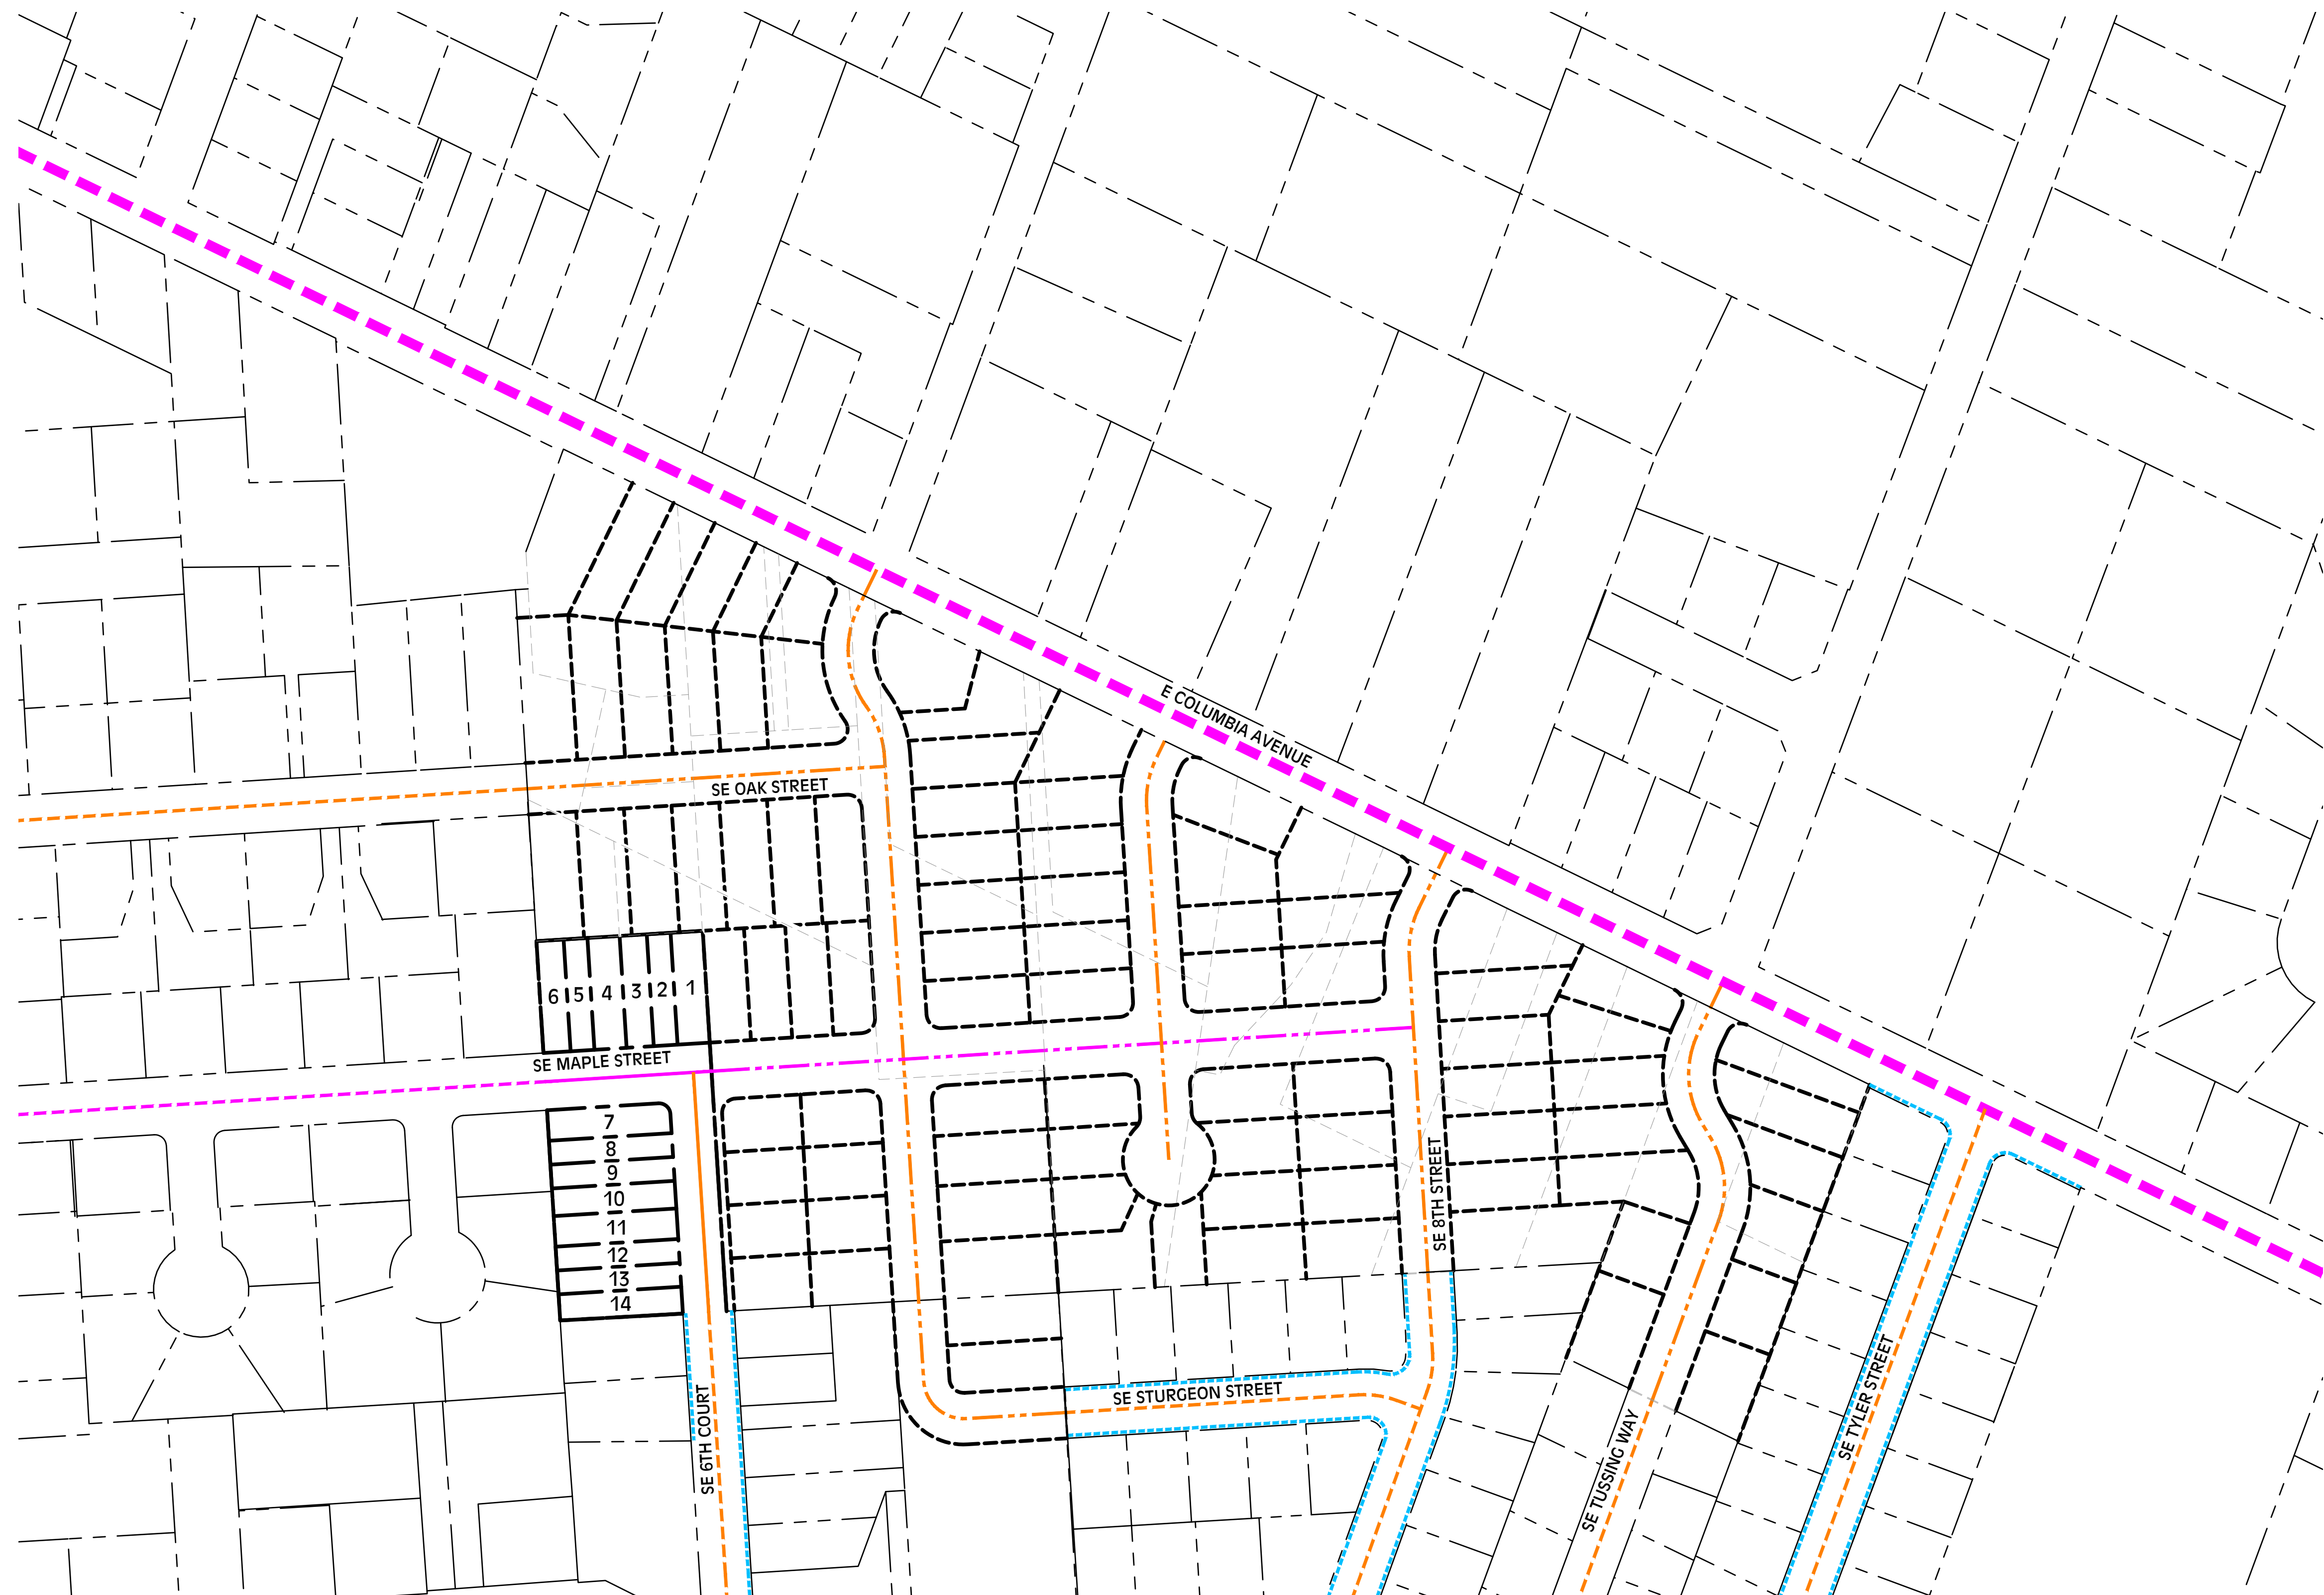 E COLUMBIA AVENUE
SE OAK STREET
6 5 4 3 2 1
SE MAPLE STREET
7
8
9
10
11
12
13
14
SE 8TH STREET
SE STURGEON STREET
SE 6TH COURT
SE TUSSING WAY
SE TYLER STREET